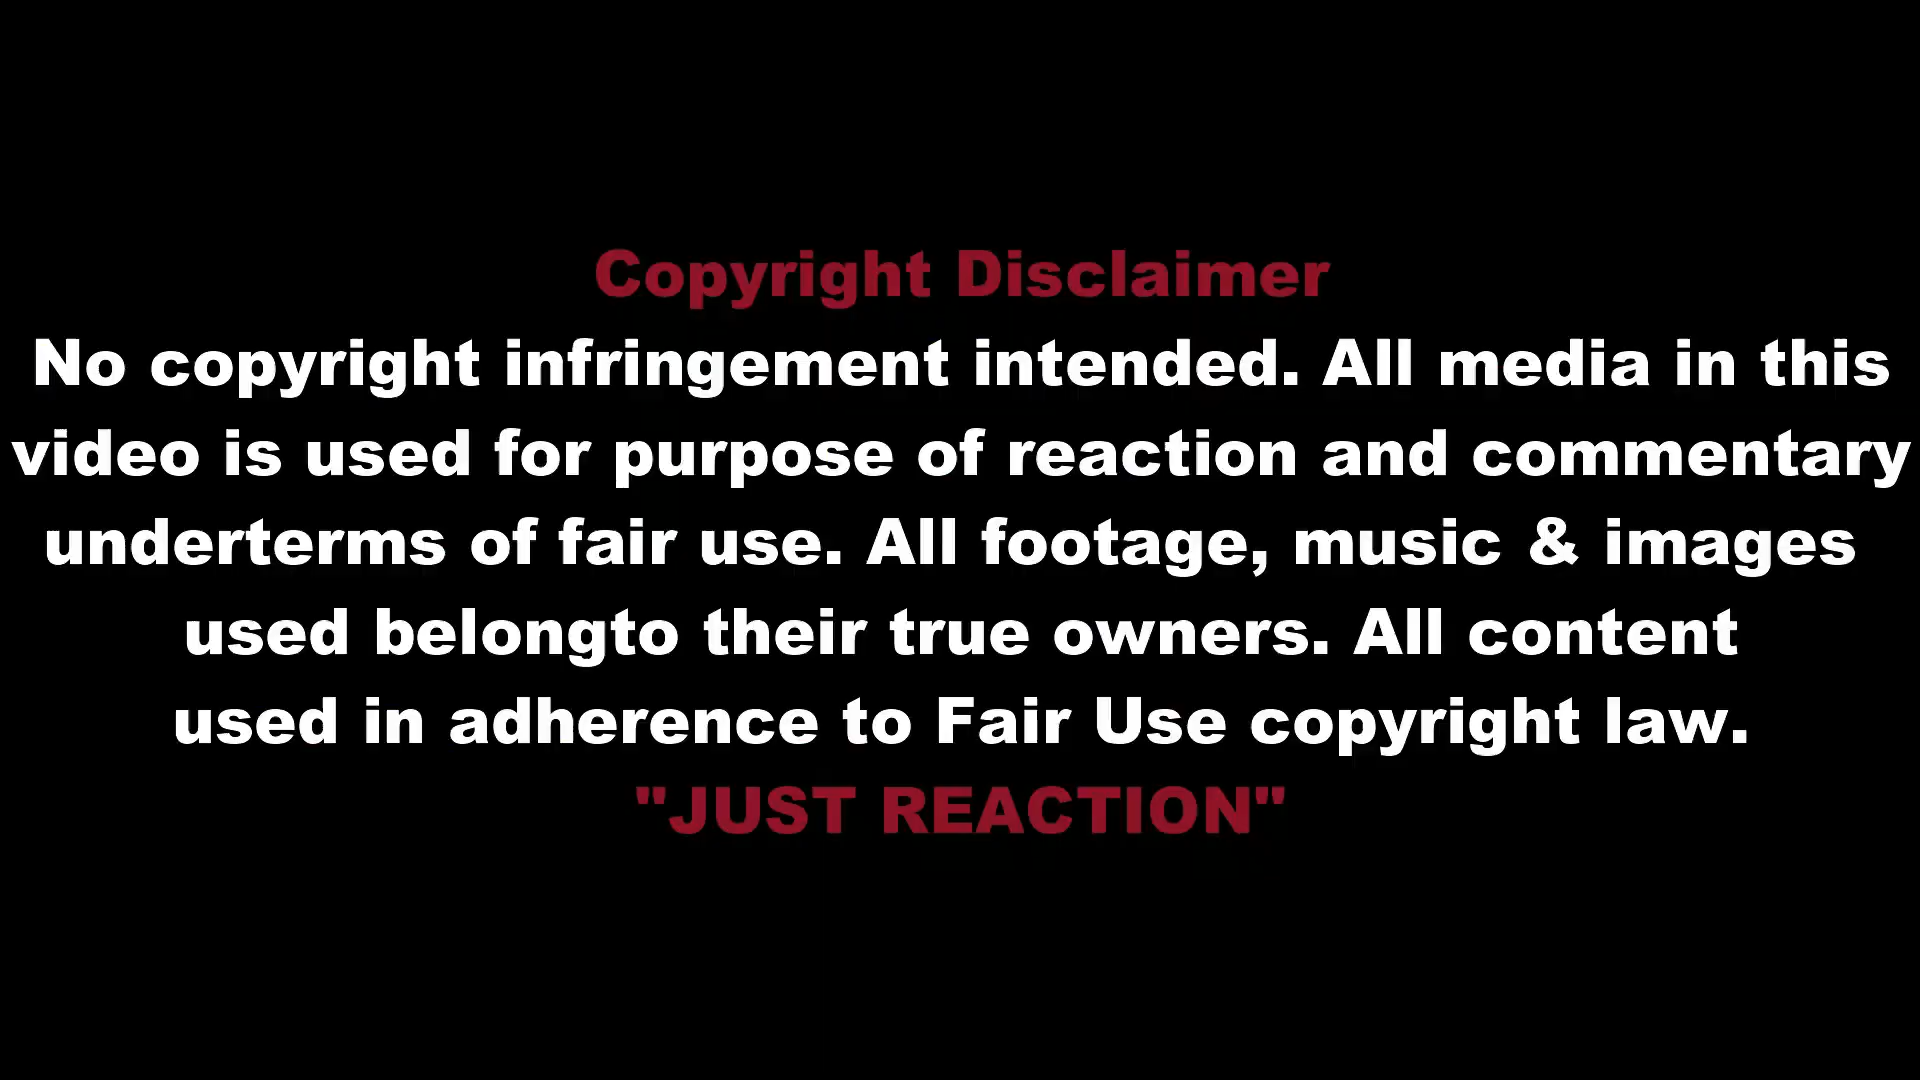 Copyright Disclaimer
No copyright infringement intended. All media in this
video is used for purpose of reaction and commentary
underterms of fair use. All footage, music & images
used belongto their true owners. All content
used in adherence to Fair Use copyright law.
"JUST REACTION"